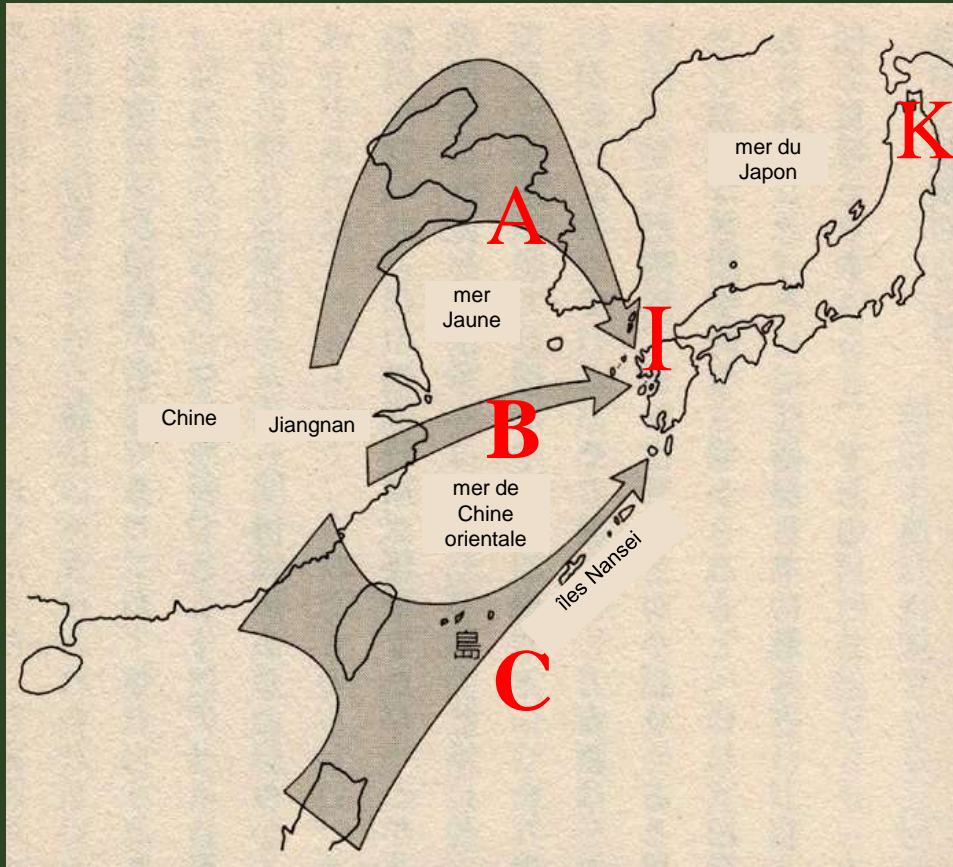 K
mer du
Japon
A
mer
Jaune
I
Chine
Jiangnan
B
mer de
Chine
orientale
îles Nansei
島
C